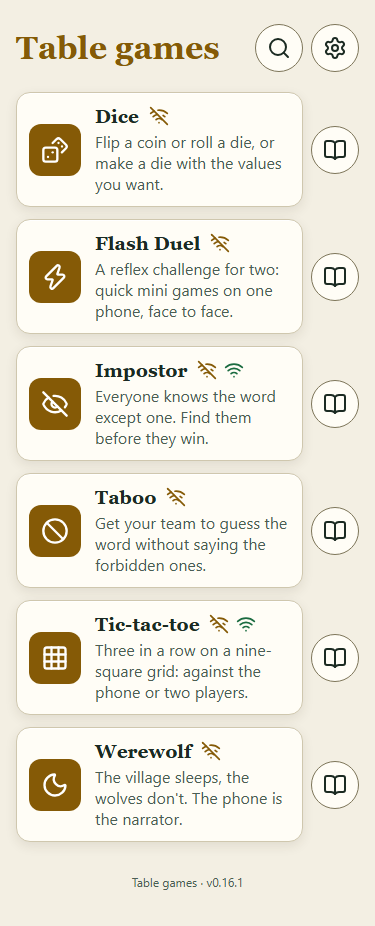 Table games
Dice
Flip a coin or roll a die, or
make a die with the values
you want.
Flash Duel
A reflex challenge for two:
quick mini games on one
phone, face to face.
Impostor
Everyone knows the word
except one. Find them
before they win.
Taboo
Get your team to guess the
word without saying the
forbidden ones.
Tic-tac-toe
Three in a row on a nine-
square grid: against the
phone or two players.
Werewolf
The village sleeps, the
wolves don't. The phone is
the narrator.
Table games · v0.16.1